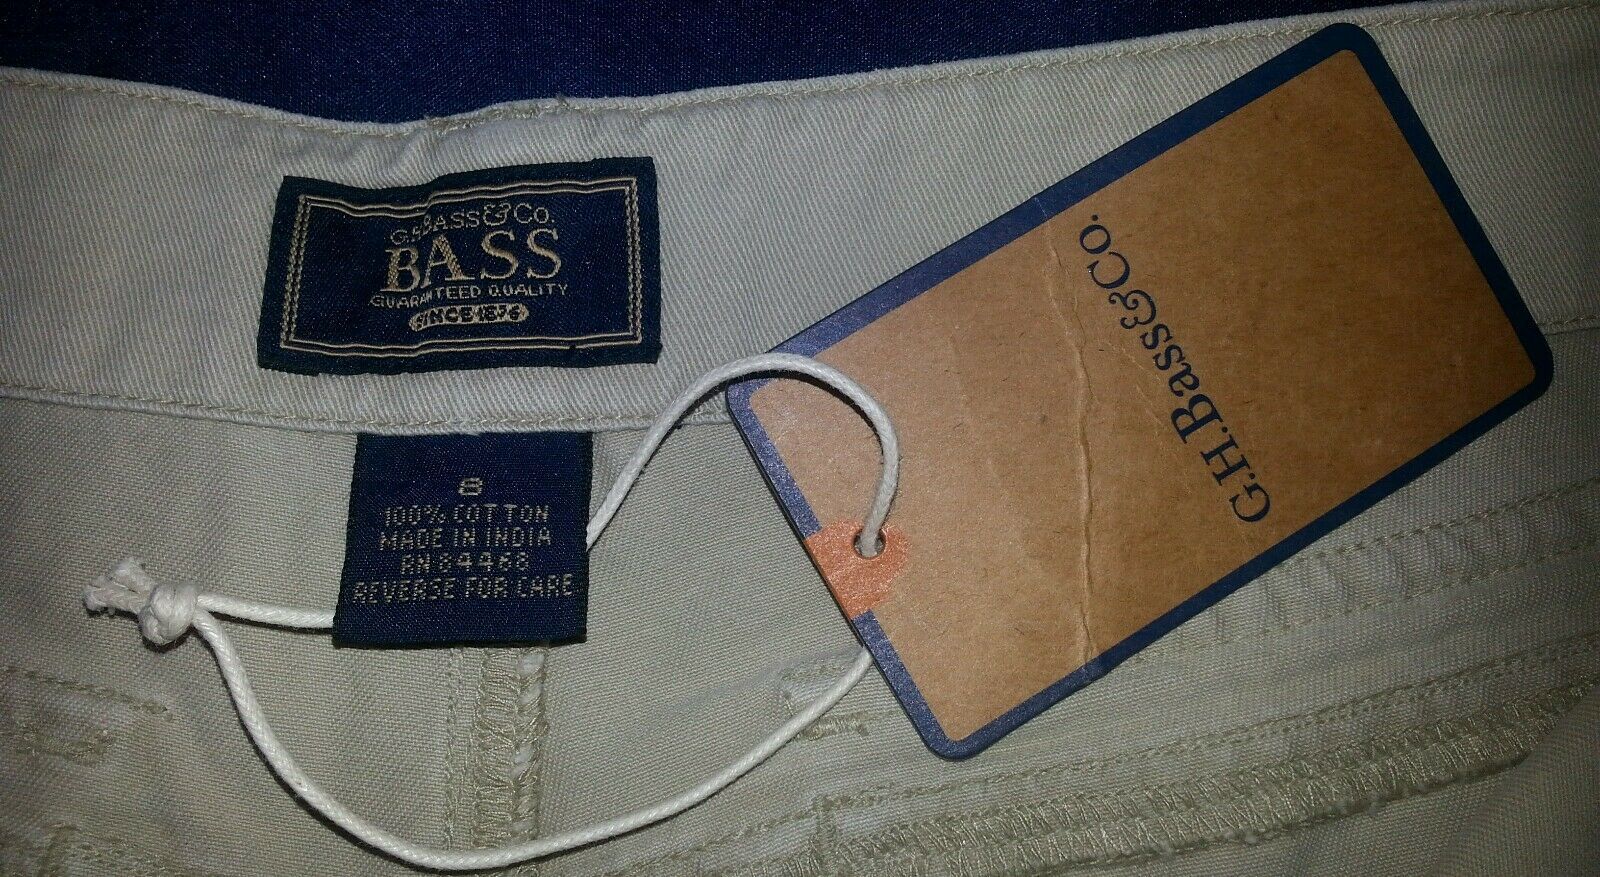 G.H.BASS&CO.
BASS
GUARANTEED QUALITY
SINCE 1876
8
100% COTTON
MADE IN INDIA
RN 84468
REVERSE FOR CARE
G.H.Bass&Co.